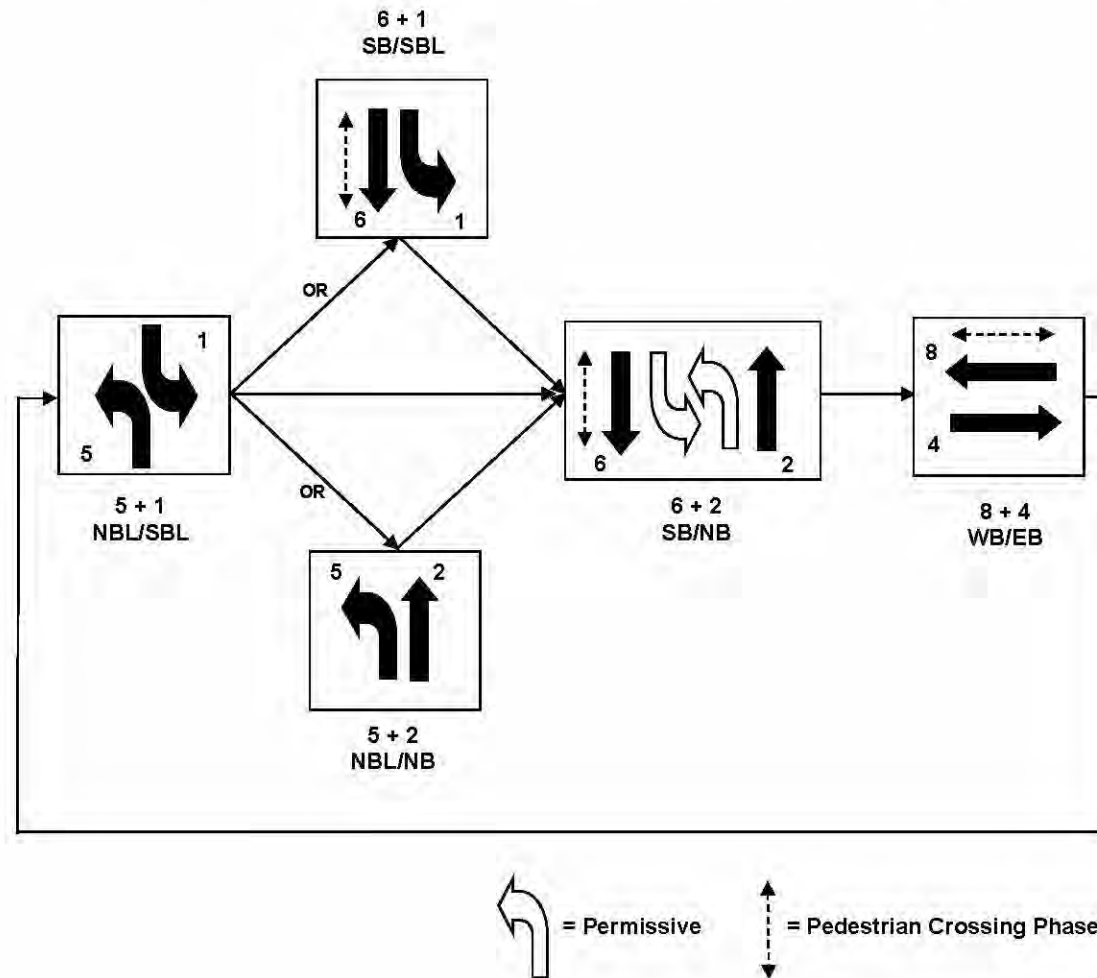 6 + 1
SB/SBL
6
1
OR
1
5
5 + 1
NBL/SBL
OR
5
2
5 + 2
NBL/NB
6
2
6 + 2
SB/NB
8
4
8 + 4
WB/EB
= Permissive
= Pedestrian Crossing Phase